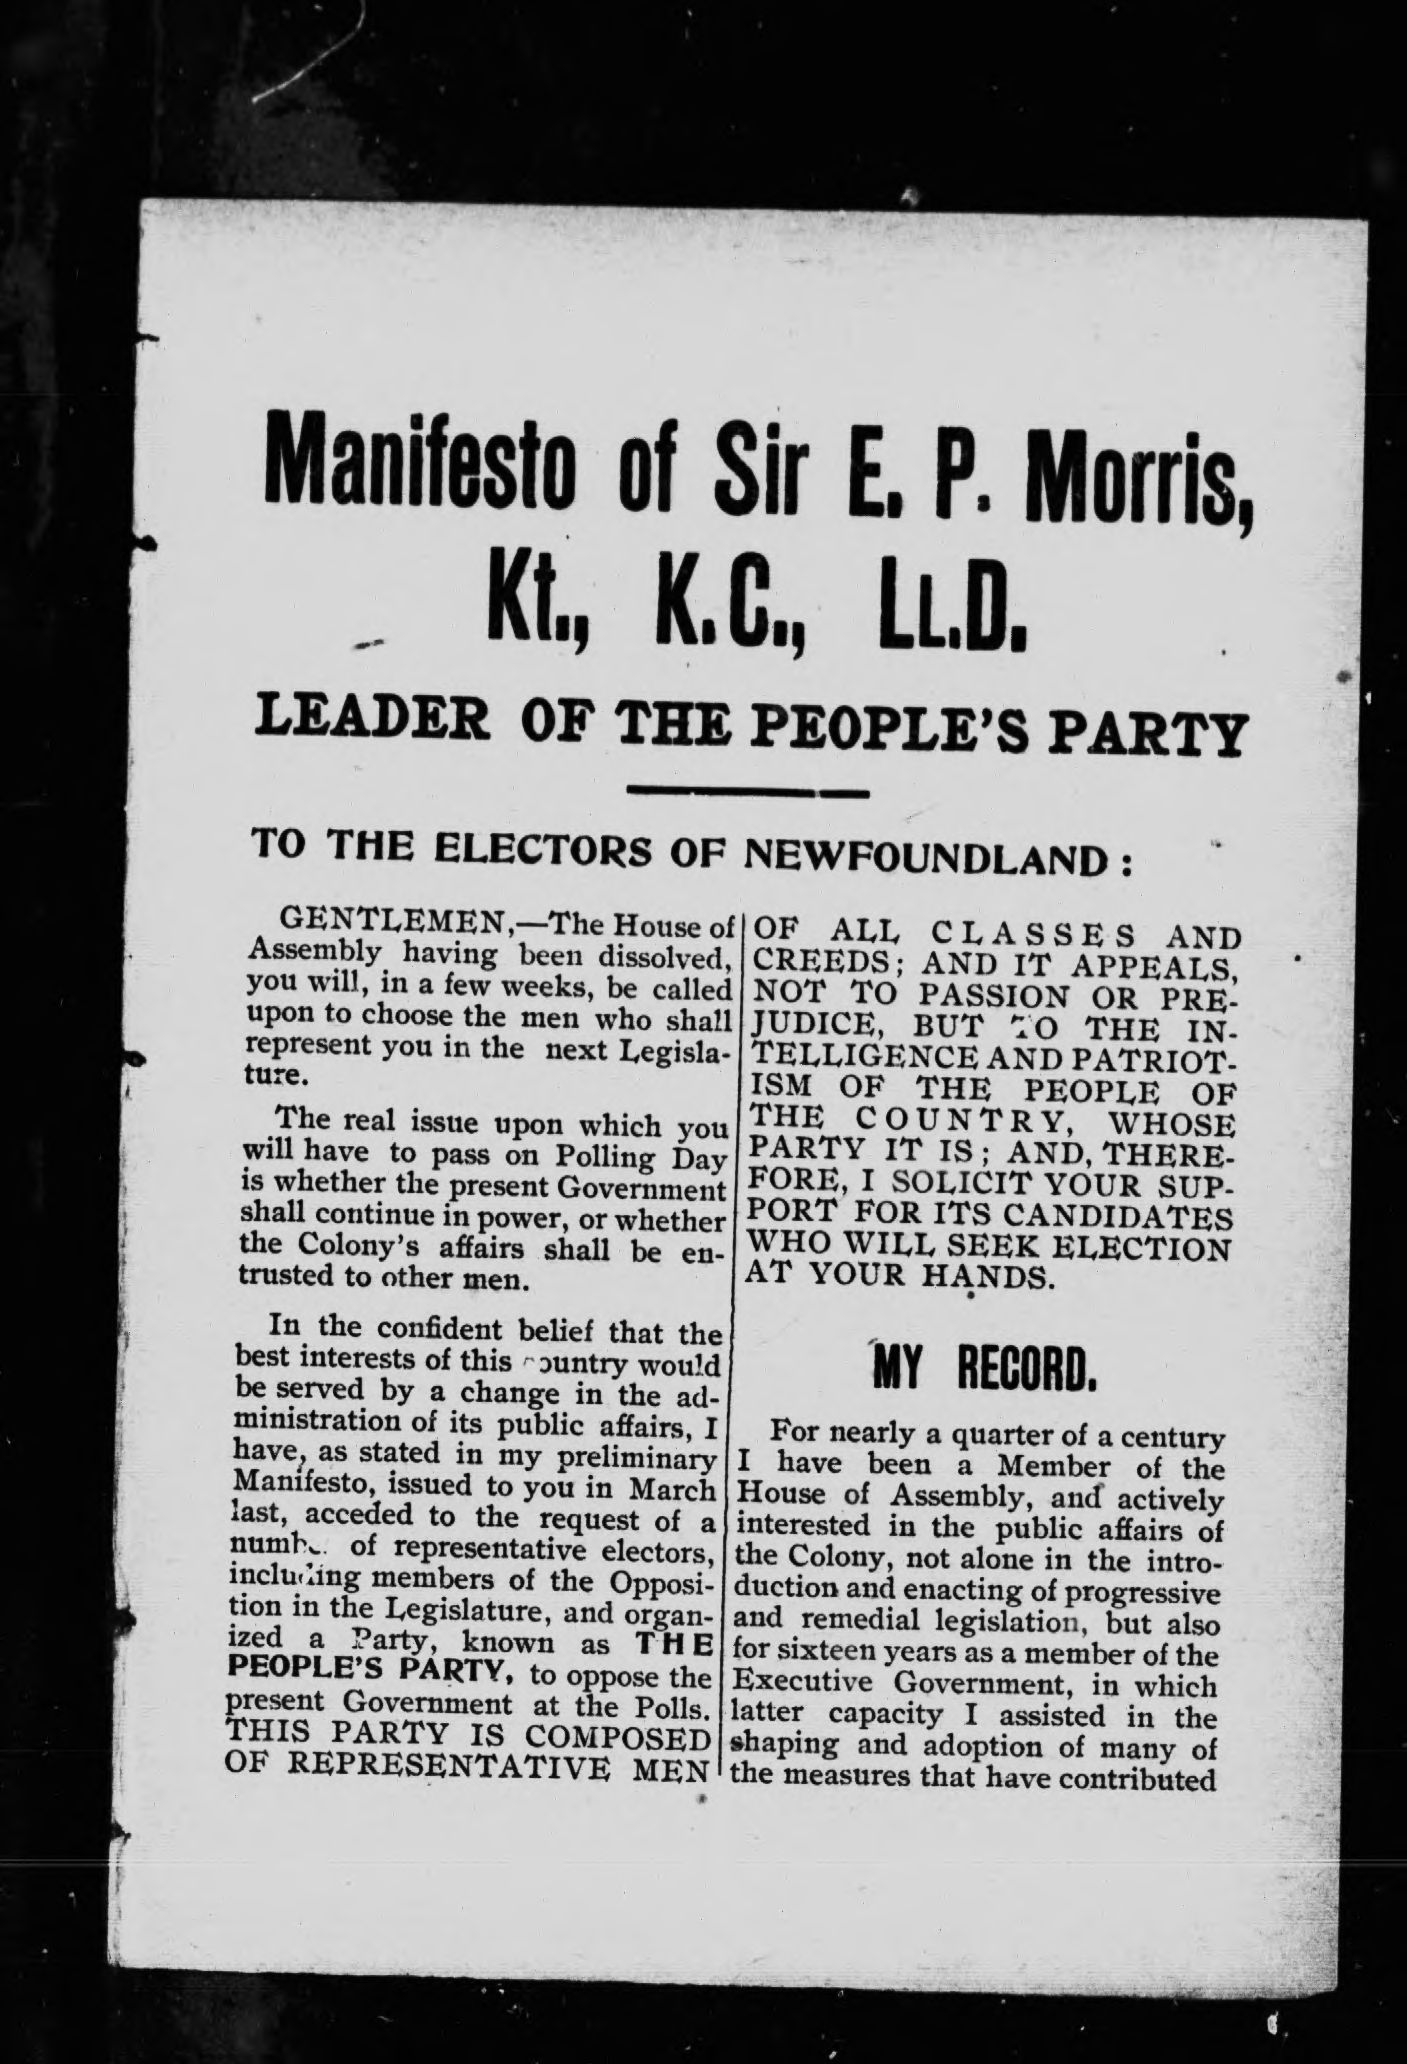 Manifesto of Sir E. P. Morris,
Kt., K.C., LL.D.
LEADER OF THE PEOPLE'S PARTY
TO THE ELECTORS OF NEWFOUNDLAND:
GENTLEMEN,—The House of
Assembly having been dissolved,
you will, in a few weeks, be called
upon to choose the men who shall
represent you in the next Legisla-
ture.
The real issue upon which you
will have to pass on Polling Day
is whether the present Government
shall continue in power, or whether
the Colony's affairs shall be en-
trusted to other men.
In the confident belief that the
best interests of this country would
be served by a change in the ad-
ministration of its public affairs, I
have, as stated in my preliminary
Manifesto, issued to you in March
last, acceded to the request of a
number of representative electors,
including members of the Opposi-
tion in the Legislature, and organ-
ized a Party, known as THE
PEOPLE'S PARTY, to oppose the
present Government at the Polls.
THIS PARTY IS COMPOSED
OF REPRESENTATIVE MEN
OF ALL CLASSES AND
CREEDS; AND IT APPEALS,
NOT TO PASSION OR PRE-
JUDICE, BUT TO THE IN-
TELLIGENCE AND PATRIOT-
ISM OF THE PEOPLE OF
THE COUNTRY, WHOSE
PARTY IT IS; AND, THERE-
FORE, I SOLICIT YOUR SUP-
PORT FOR ITS CANDIDATES
WHO WILL SEEK ELECTION
AT YOUR HANDS.
MY RECORD.
For nearly a quarter of a century
I have been a Member of the
House of Assembly, and actively
interested in the public affairs of
the Colony, not alone in the intro-
duction and enacting of progressive
and remedial legislation, but also
for sixteen years as a member of the
Executive Government, in which
latter capacity I assisted in the
shaping and adoption of many of
the measures that have contributed